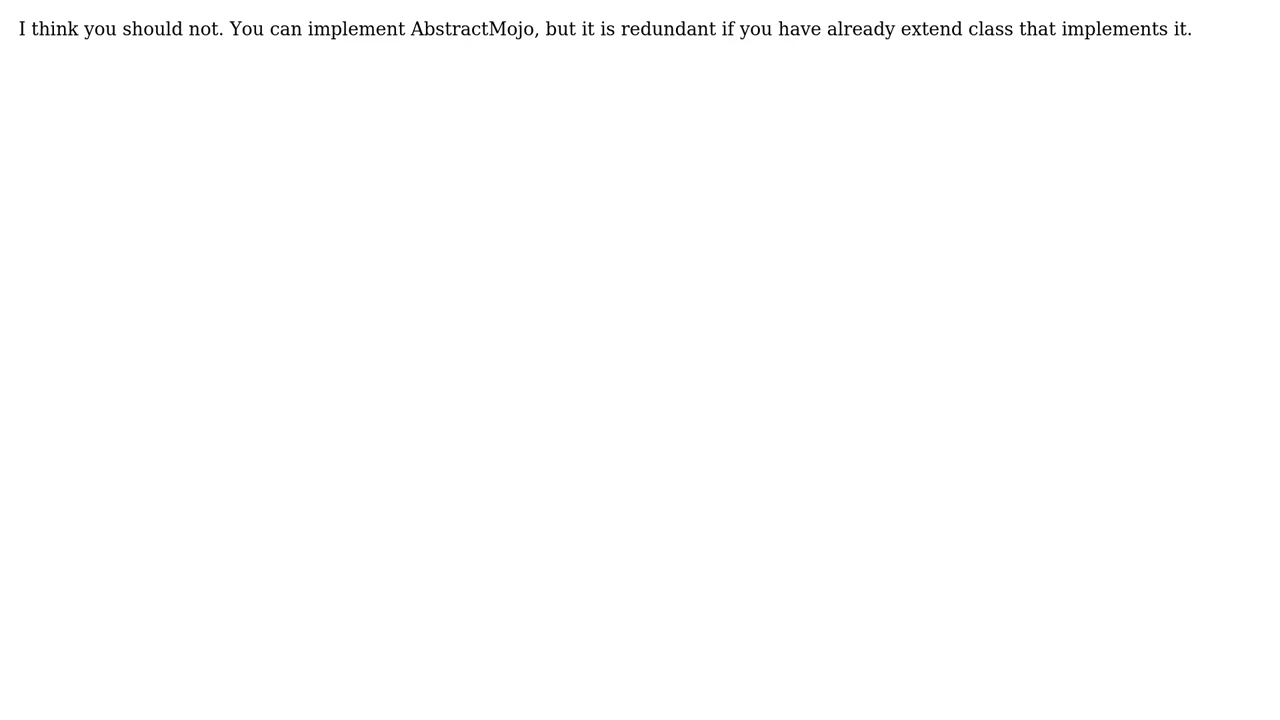 I think you should not. You can implement AbstractMojo, but it is redundant if you have already extend class that implements it.